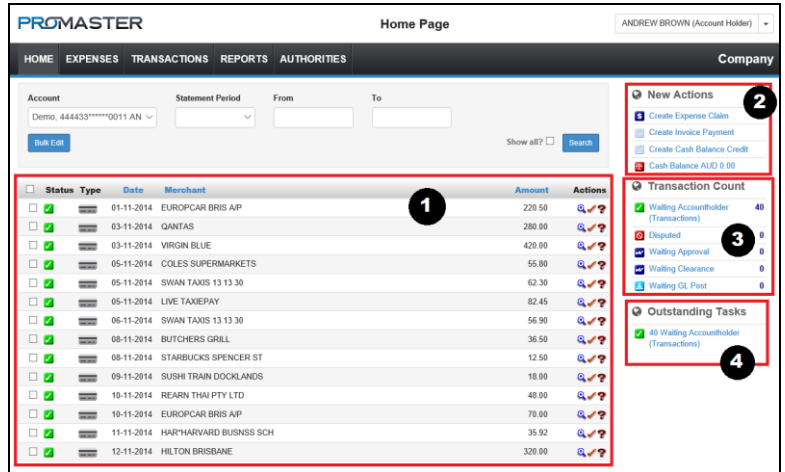 PROMASTER
Home Page
ANDREW BROWN (Account Holder)
HOME EXPENSES TRANSACTIONS REPORTS AUTHORITIES
Company
Account Statement Period From To
Demo, 444433******0011 AN
Bulk Edit
Show all?
Search
Status Type Date Merchant Amount Actions
01-11-2014 EUROPCAR BRIS A/P 220.50
03-11-2014 QANTAS 280.00
03-11-2014 VIRGIN BLUE 420.00
05-11-2014 COLES SUPERMARKETS 55.80
05-11-2014 SWAN TAXIS 13 13 30 62.30
05-11-2014 LIVE TAXIEPAY 82.45
06-11-2014 SWAN TAXIS 13 13 30 56.90
08-11-2014 BUTCHERS GRILL 36.50
08-11-2014 STARBUCKS SPENCER ST 12.50
09-11-2014 SUSHI TRAIN DOCKLANDS 18.00
10-11-2014 REARN THAI PTY LTD 48.00
10-11-2014 EUROPCAR BRIS A/P 70.00
11-11-2014 HAR*HARVARD BUSNSS SCH 35.92
12-11-2014 HILTON BRISBANE 320.00
1
New Actions
2
Create Expense Claim
Create Invoice Payment
Create Cash Balance Credit
Cash Balance AUD 0.00
Transaction Count
Waiting Accountholder 40
(Transactions)
3
Disputed 0
Waiting Approval 0
Waiting Clearance 0
Waiting GL Post 0
Outstanding Tasks
40 Waiting Accountholder
(Transactions)
4